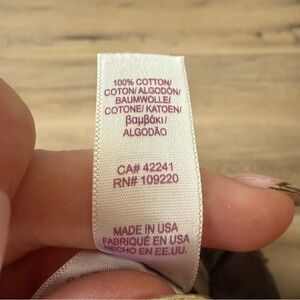 100% COTTON/
COTON/ ALGODÓN/
BAUMWOLLE/
COTONE/ KATOEN/
βαμβάκι/
ALGODÃO
CA# 42241
RN# 109220
MADE IN USA
FABRIQUÉ EN USA
HECHO EN EE.UU.